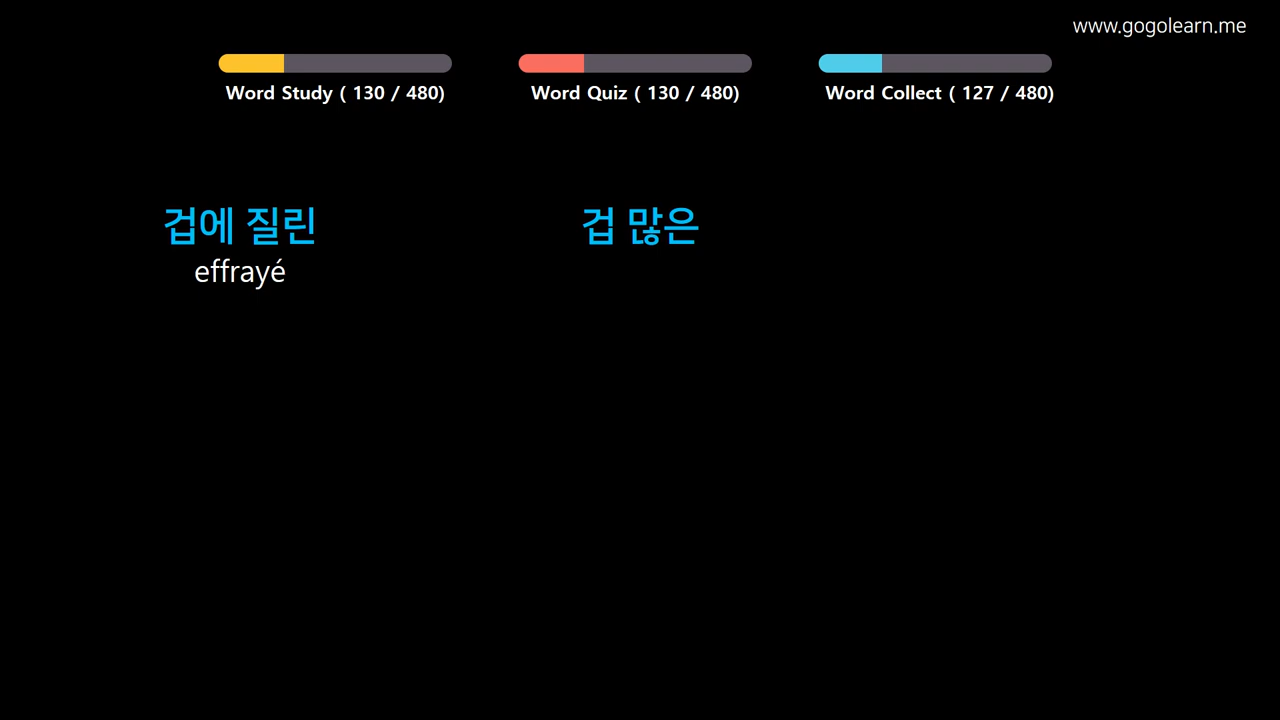 www.gogolearn.me
Word Study ( 130 / 480)
Word Quiz ( 130 / 480)
Word Collect ( 127 / 480)
겁에 질린
effrayé
겁 많은